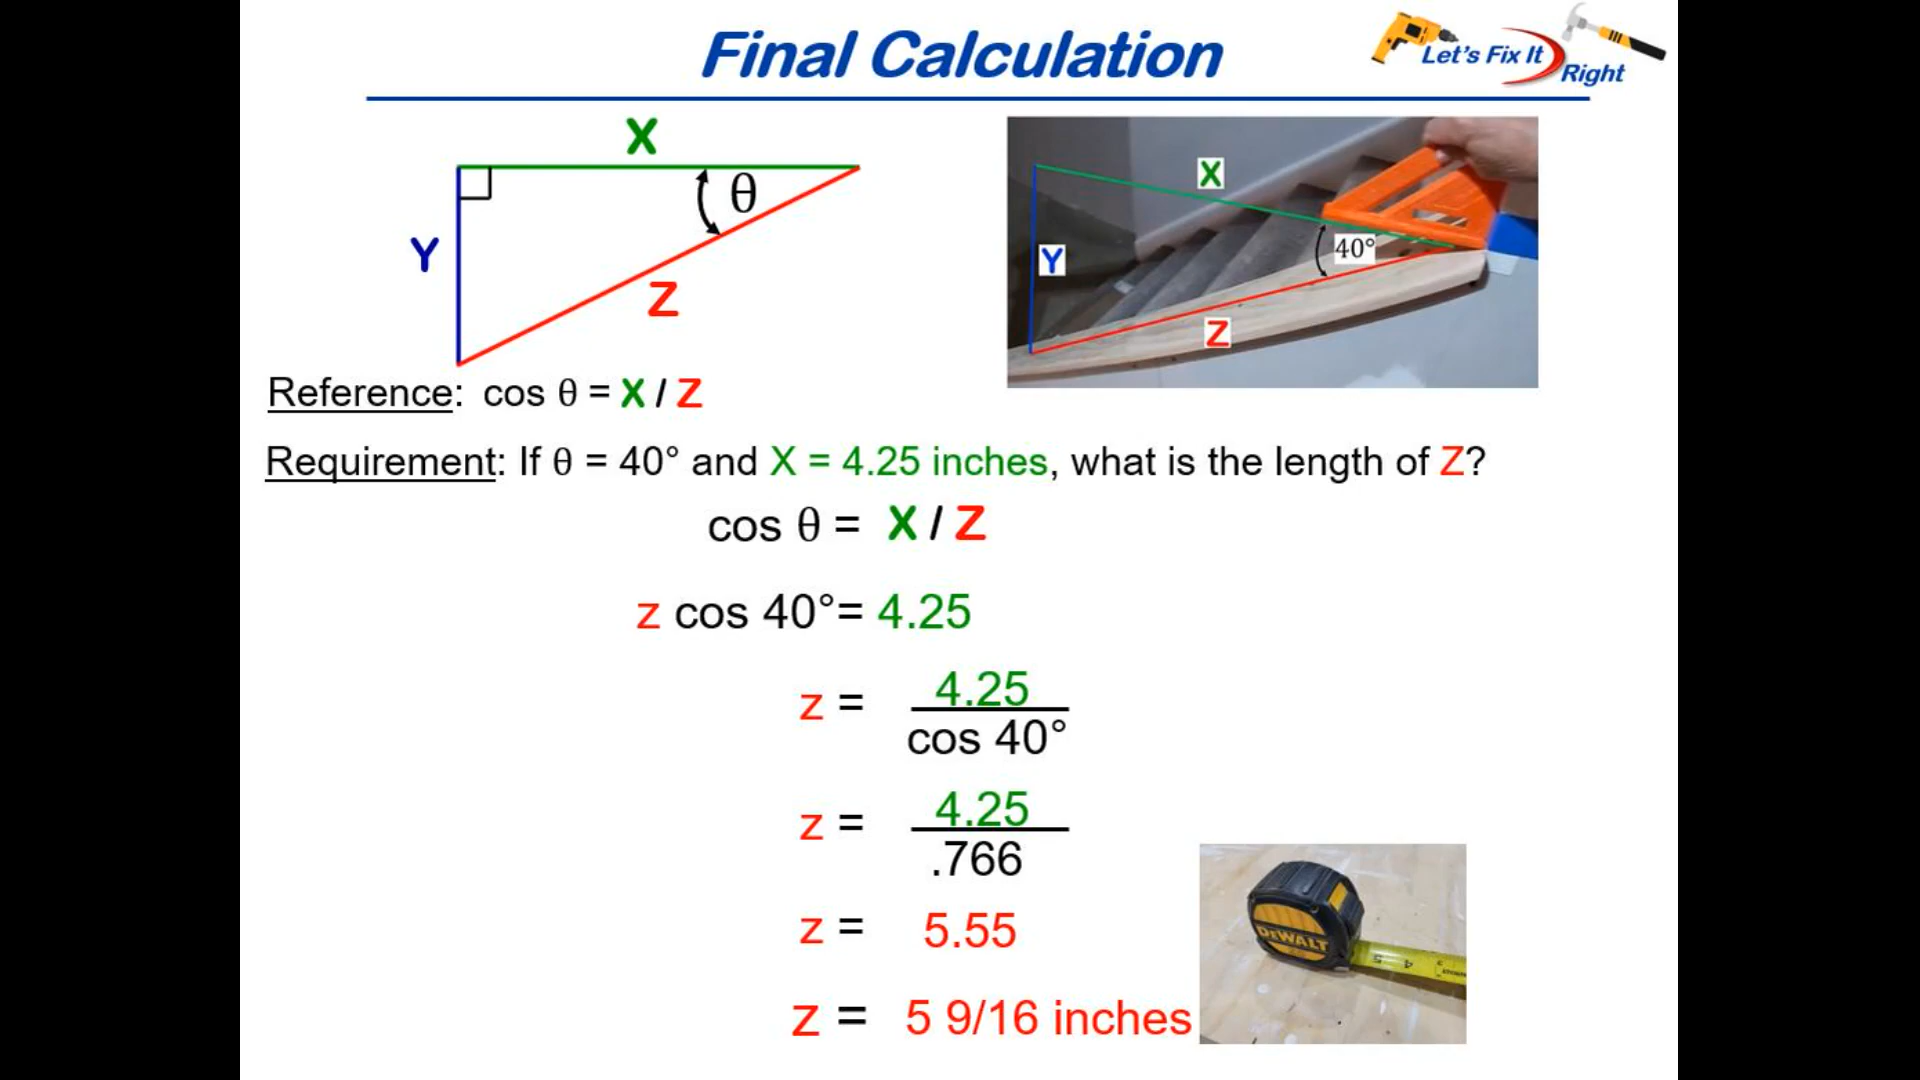 Final Calculation
Let's Fix It
Right
X
θ
Y
Z
X
40°
Y
Z
Reference: cos θ = X / Z
Requirement: If θ = 40° and X = 4.25 inches, what is the length of Z?
cos θ = X / Z
z cos 40°= 4.25
z = 4.25
cos 40°
z = 4.25
.766
z = 5.55
z = 5 9/16 inches
DEWALT
5 4